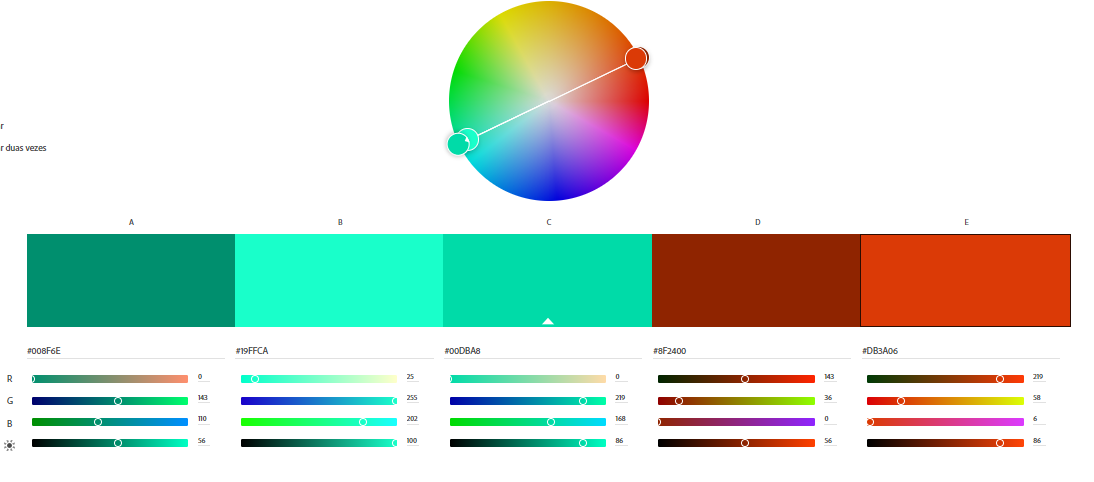 r
r duas vezes
A B C D E
#008F6E #19FFCA #00DBA8 #8F2400 #DB3A06
R 0 25 0 143 219
G 143 255 219 36 58
B 110 202 168 0 6
56 100 86 56 86